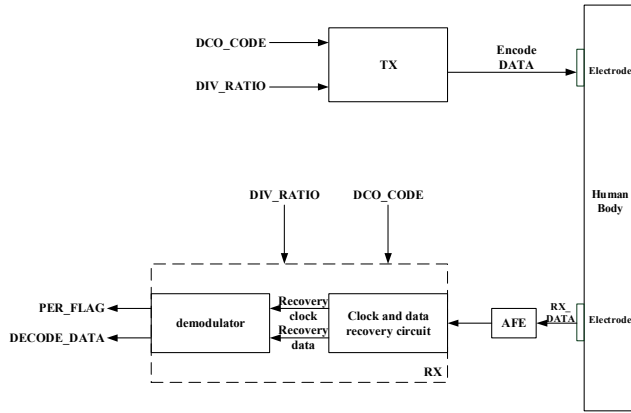 DCO_CODE
DIV_RATIO
TX
Encode
DATA
Electrode
Human
Body
DIV_RATIO
DCO_CODE
PER_FLAG
DECODE_DATA
demodulator
Recovery
clock
Recovery
data
Clock and data
recovery circuit
AFE
RX_
DATA
Electrode
RX